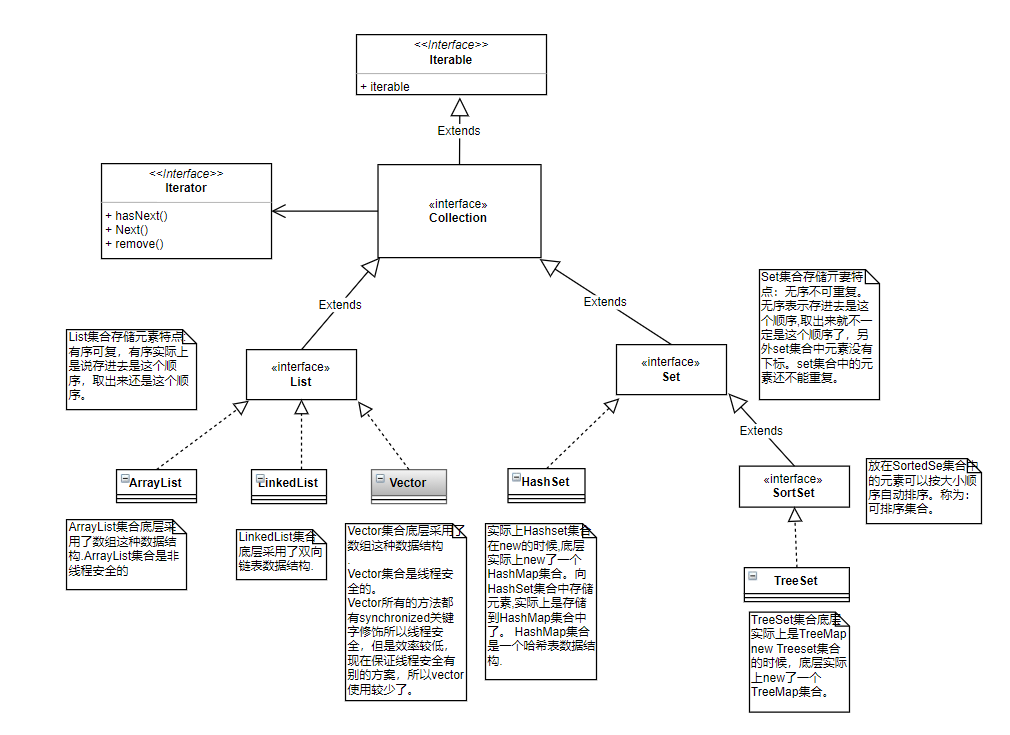 <<Interface>>
Iterable
+ iterable
Extends
<<Interface>>
Iterator
+ hasNext()
+ Next()
+ remove()
«interface»
Collection
Extends
Extends
List集合存储元素特点:
有序可复，有序实际上
是说存进去是这个顺
序，取出来还是这个顺
序。
«interface»
List
«interface»
Set
Set集合存储元素特
点：无序不可重复。
无序表示存进去是这
个顺序,取出来就不一
定是这个顺序了，另
外set集合中元素没有
下标。set集合中的元
素还不能重复。
Extends
ArrayList
LinkedList
Vector
HashSet
«interface»
SortSet
放在SortedSe集合中
的元素可以按大小顺
序自动排序。称为：
可排序集合。
ArrayList集合底层采
用了数组这种数据结
构.ArrayList集合是非
线程安全的
LinkedList集合
底层采用了双向
链表数据结构.
Vector集合底层采用了
数组这种数据结构
.
Vector集合是线程安
全的。
Vector所有的方法都
有synchronized关键
字修饰所以线程安
全，但是效率较低，
现在保证线程安全有
别的方案，所以vector
使用较少了。
实际上Hashset集合
在new的时候,底层
实际上new了一个
HashMap集合。向
HashSet集合中存储
元素,实际上是存储
到HashMap集合中
了。 HashMap集合
是一个哈希表数据结
构.
TreeSet
TreeSet集合底层
实际上是TreeMap
new Treeset集合
的时候，底层实际
上new了一个
TreeMap集合。